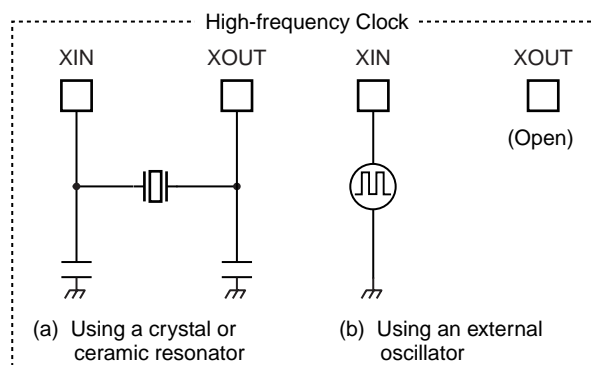 High-frequency Clock
XIN
XOUT
XIN
XOUT
(Open)
(a) Using a crystal or
ceramic resonator
(b) Using an external
oscillator